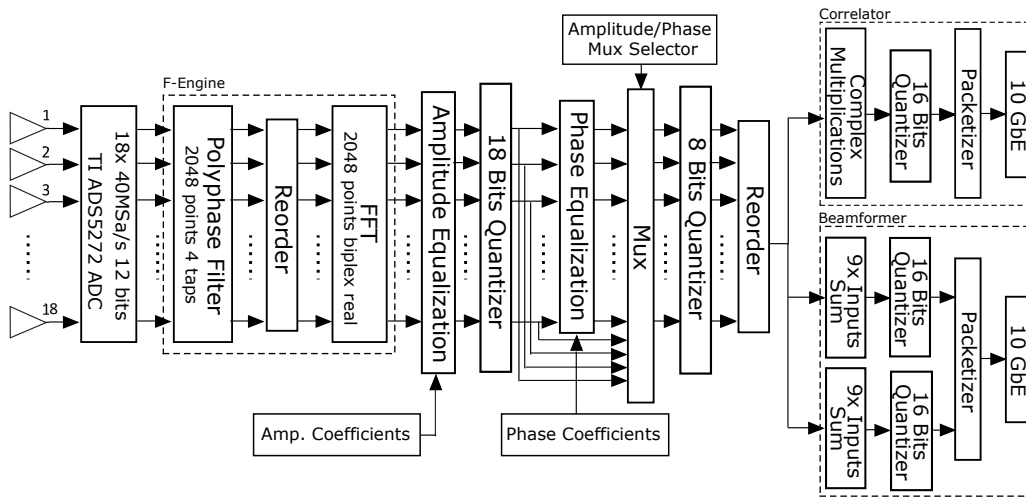 Amplitude/Phase
Mux Selector
Correlator
Complex
Multiplications
16 Bits
Quantizer
Packetizer
10 GbE
F-Engine
1
2
3
18
18x 40MSa/s 12 bits
TI ADS5272 ADC
Polyphase Filter
2048 points 4 taps
Reorder
FFT
2048 points biplex real
Amplitude Equalization
18 Bits Quantizer
Phase Equalization
Mux
8 Bits Quantizer
Reorder
Amp. Coefficients
Phase Coefficients
Beamformer
9x Inputs
Sum
16 Bits
Quantizer
9x Inputs
Sum
16 Bits
Quantizer
Packetizer
10 GbE